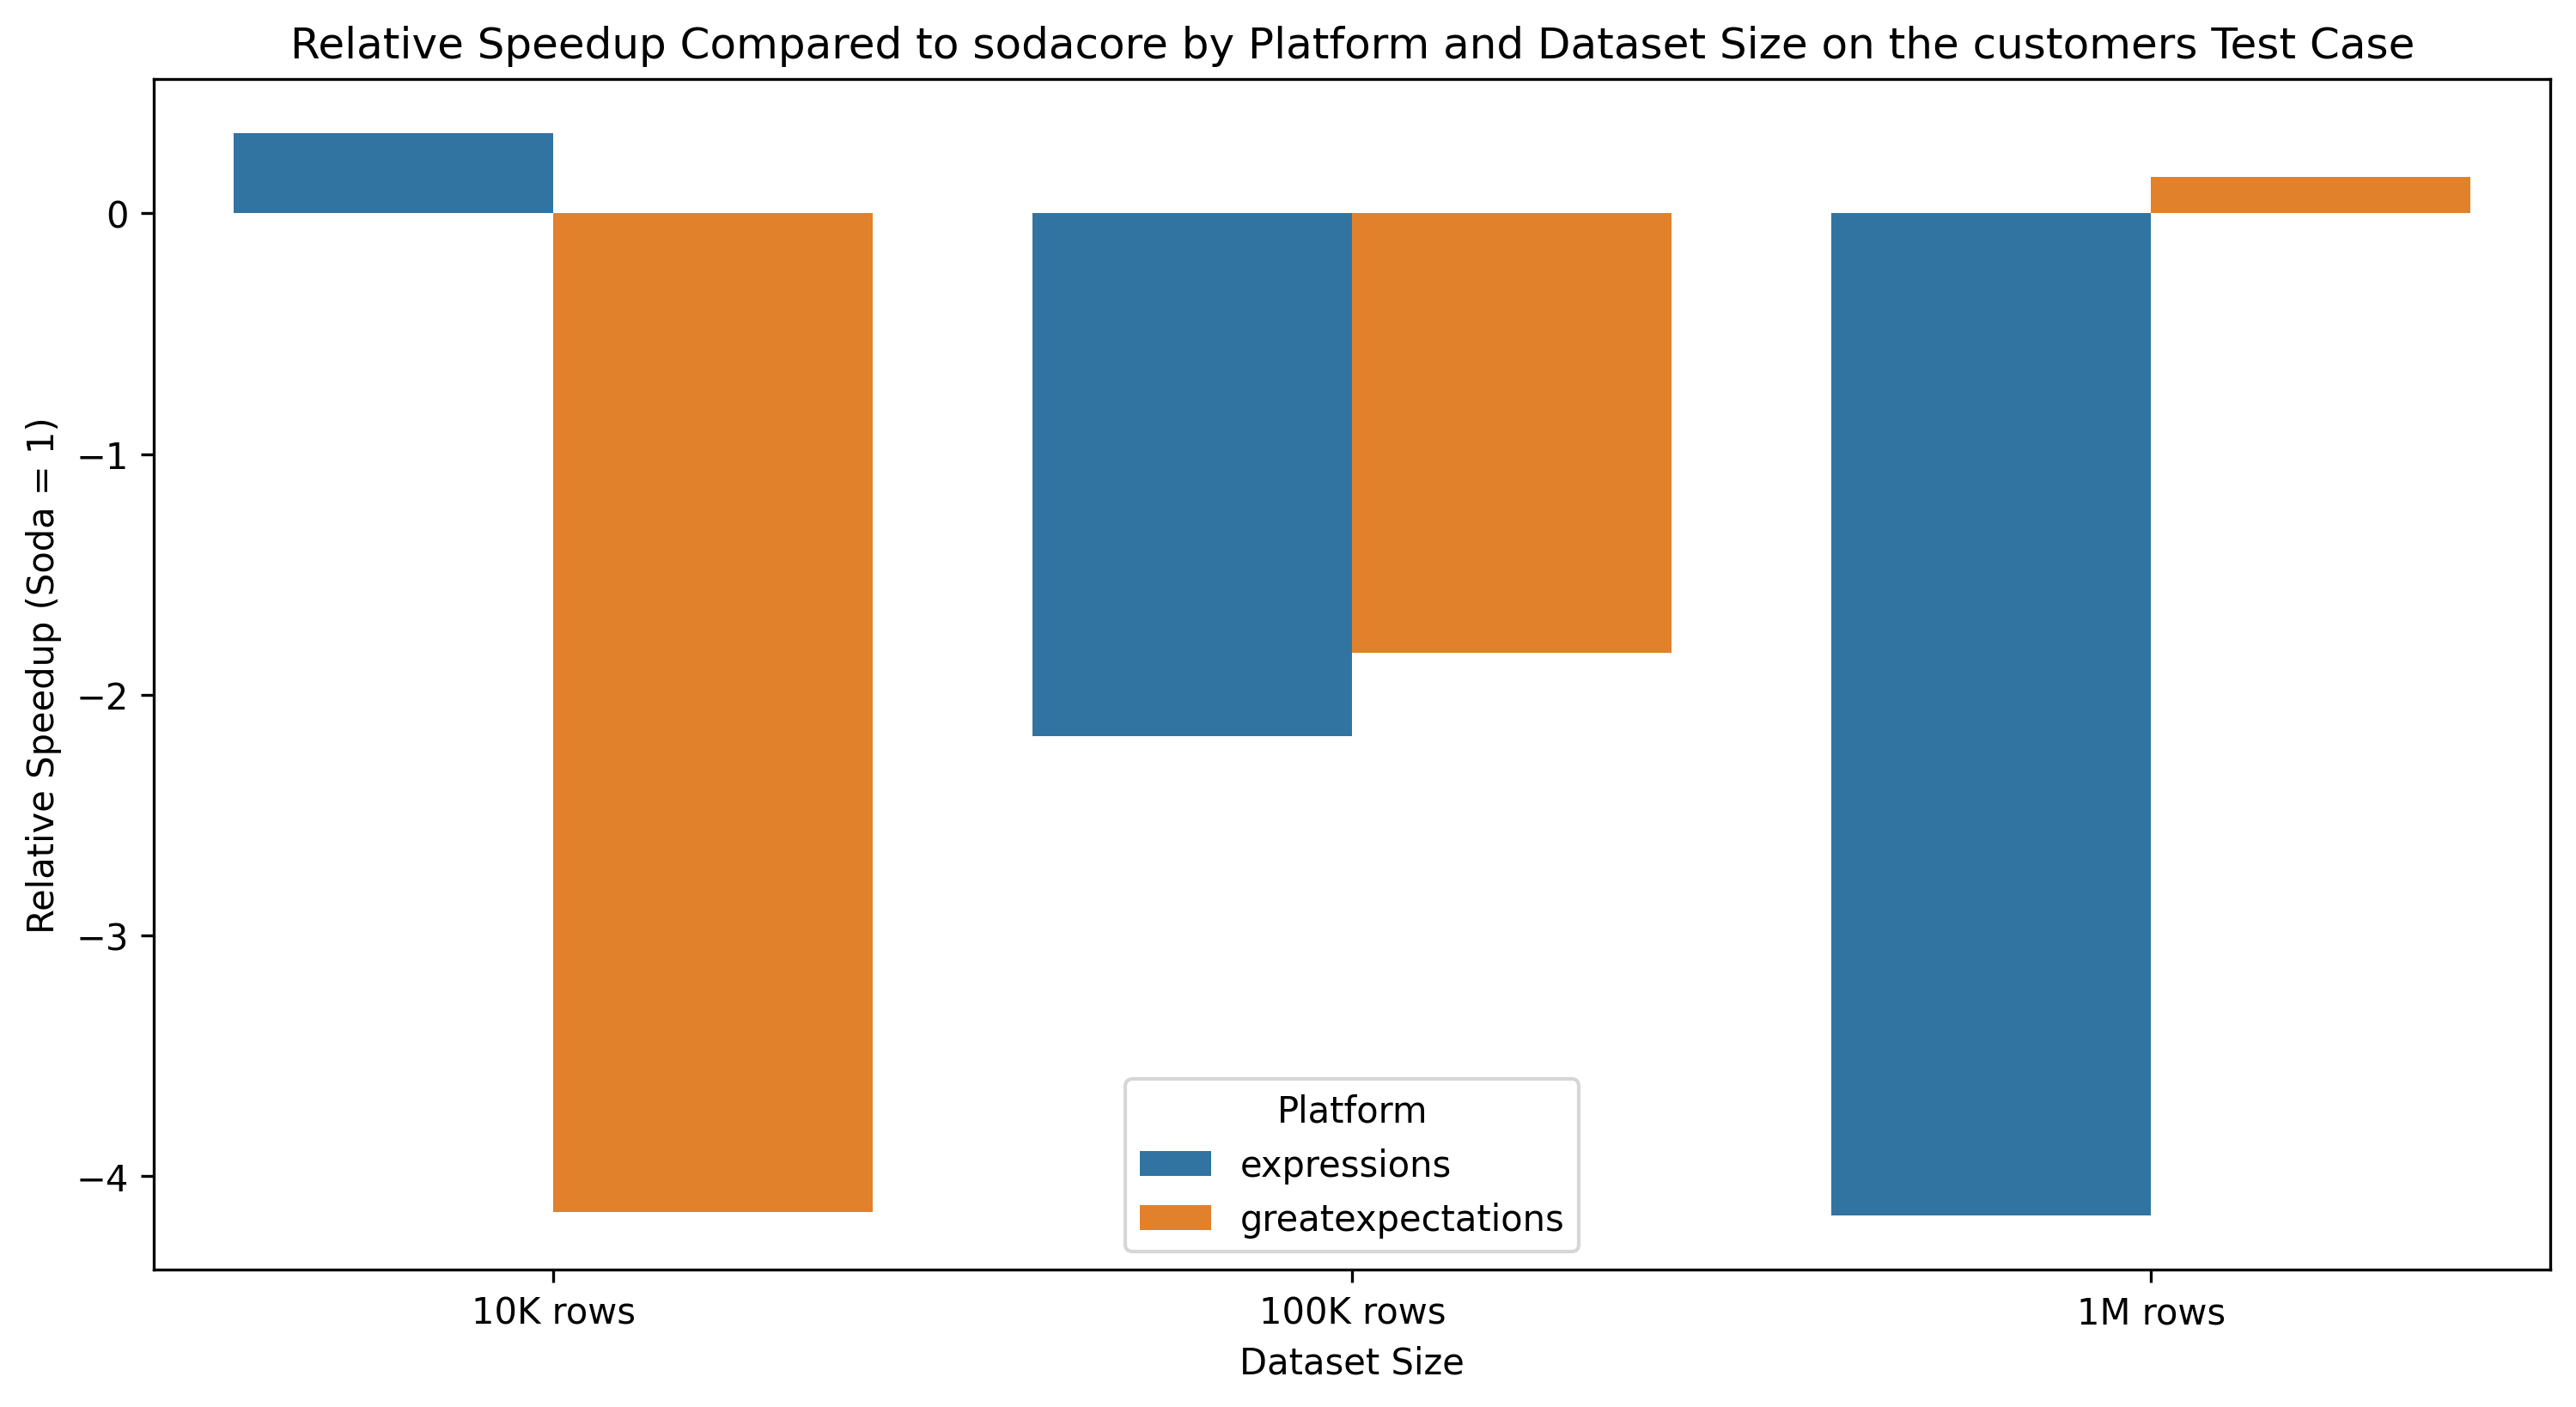 Relative Speedup Compared to sodacore by Platform and Dataset Size on the customers Test Case
Relative Speedup (Soda = 1)
0
−1
−2
−3
−4
Platform
expressions
greatexpectations
10K rows
100K rows
1M rows
Dataset Size